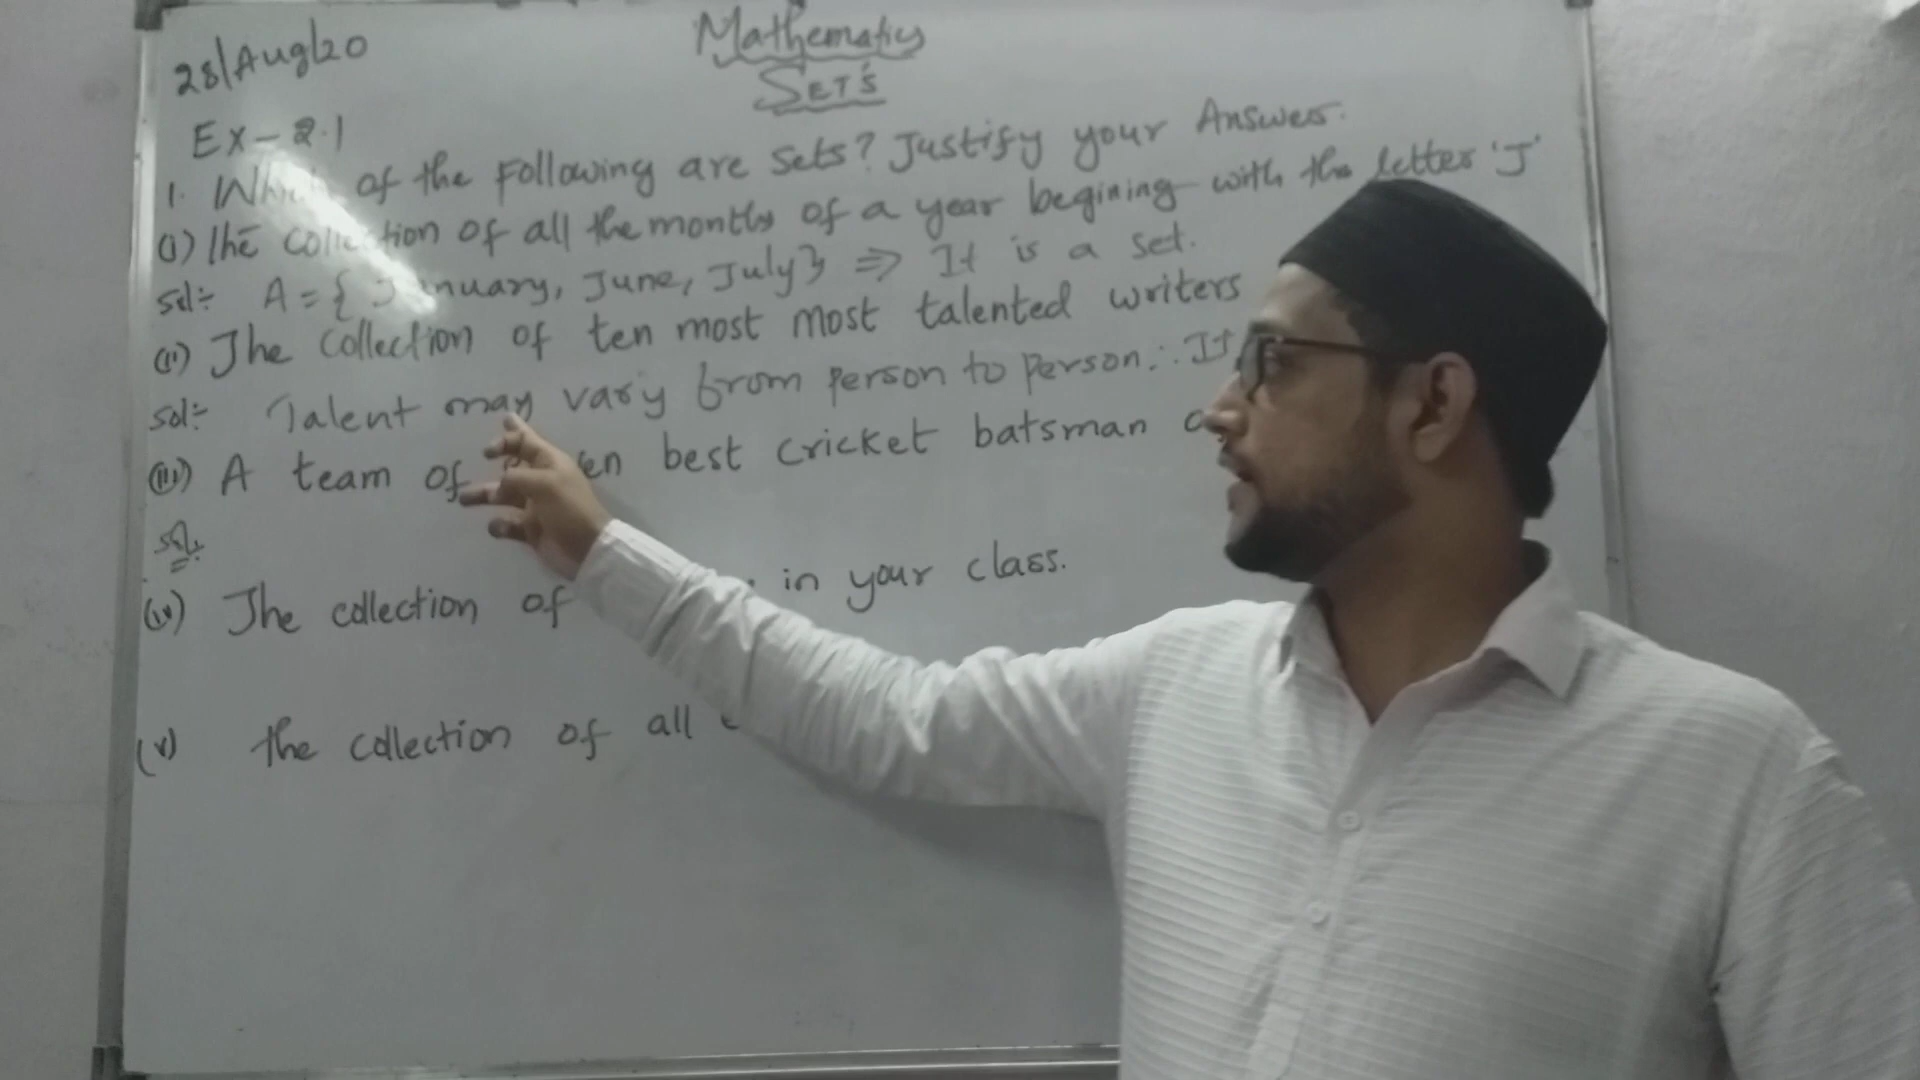 28/Aug/20
Mathematics
SET'S
Ex-2.1
1. Which of the Following are sets? Justify your Answer.
(i) The collection of all the months of a year begining with the letter 'J'
Sol:- A = { January, June, July} ⇒ It is a set.
(ii) The collection of ten most most talented writers
Sol:- Talent may vary from person to person. ∴ It
(iii) A team of best cricket batsman
Sol:
(iv) The collection of in your class.
(v) the collection of all